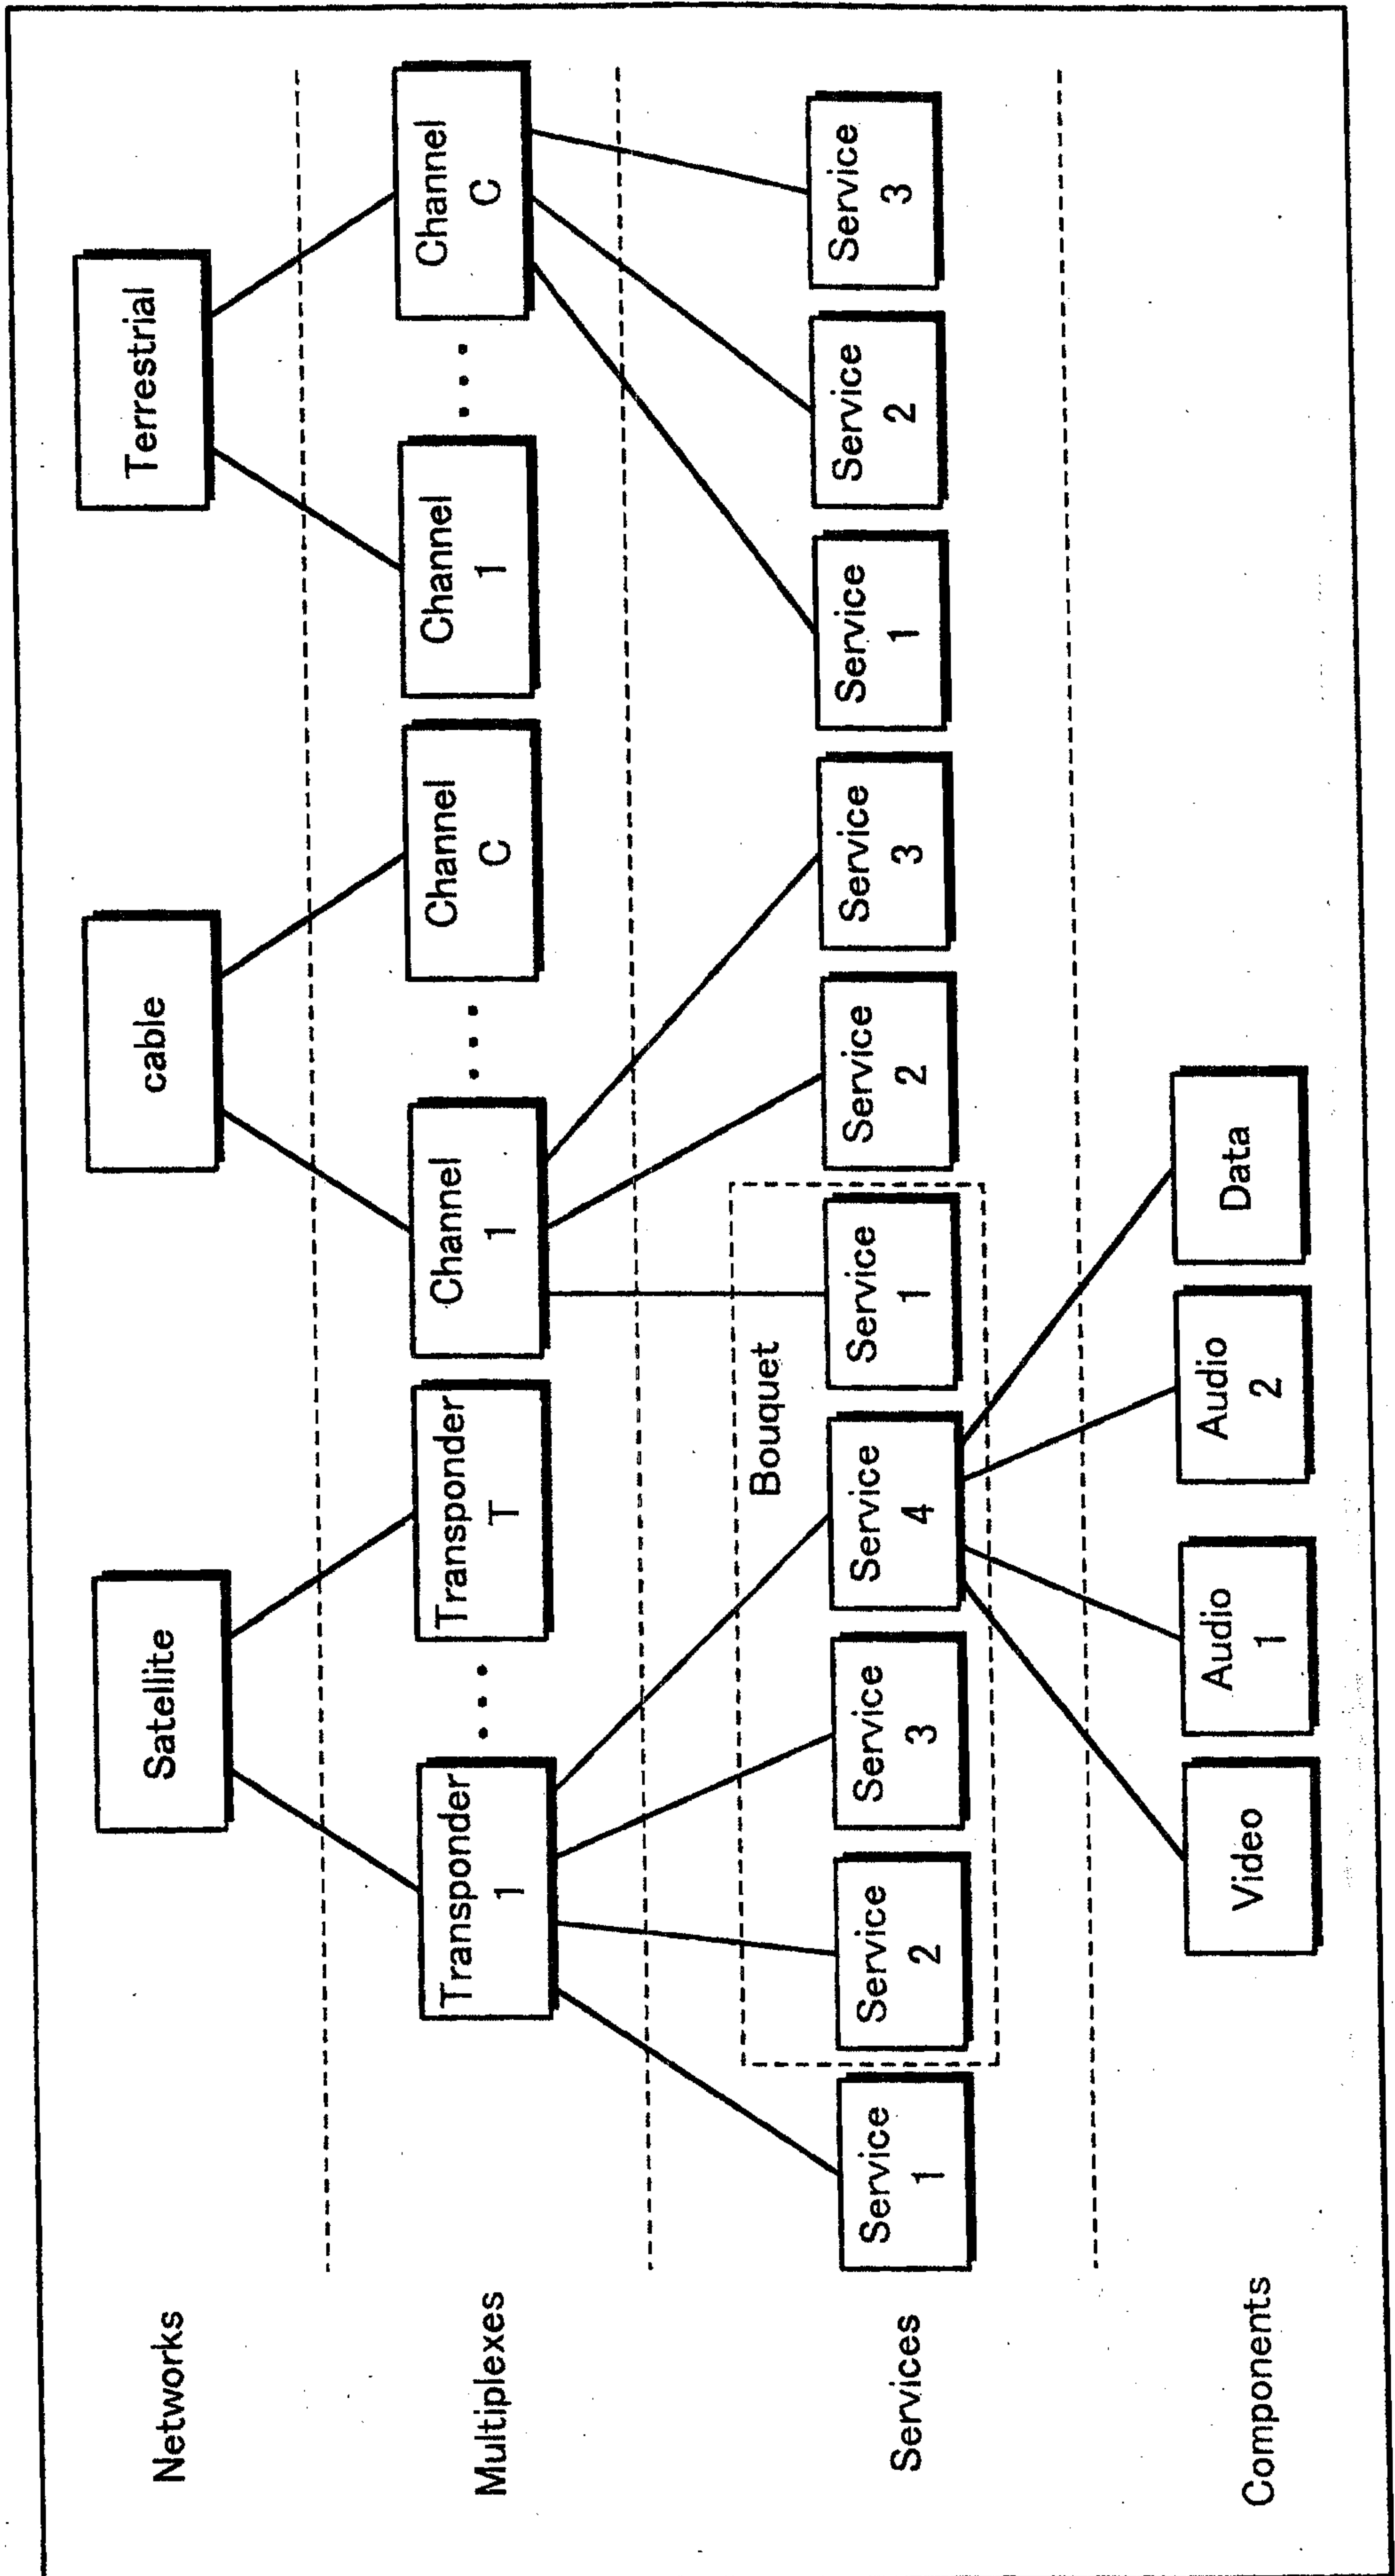 Networks
Satellite
cable
Terrestrial
Multiplexes
Transponder
1
...
Transponder
T
Channel
1
...
Channel
C
Channel
1
...
Channel
C
Services
Bouquet
Service
1
Service
2
Service
3
Service
4
Service
1
Service
2
Service
3
Service
1
Service
2
Service
3
Components
Video
Audio
1
Audio
2
Data